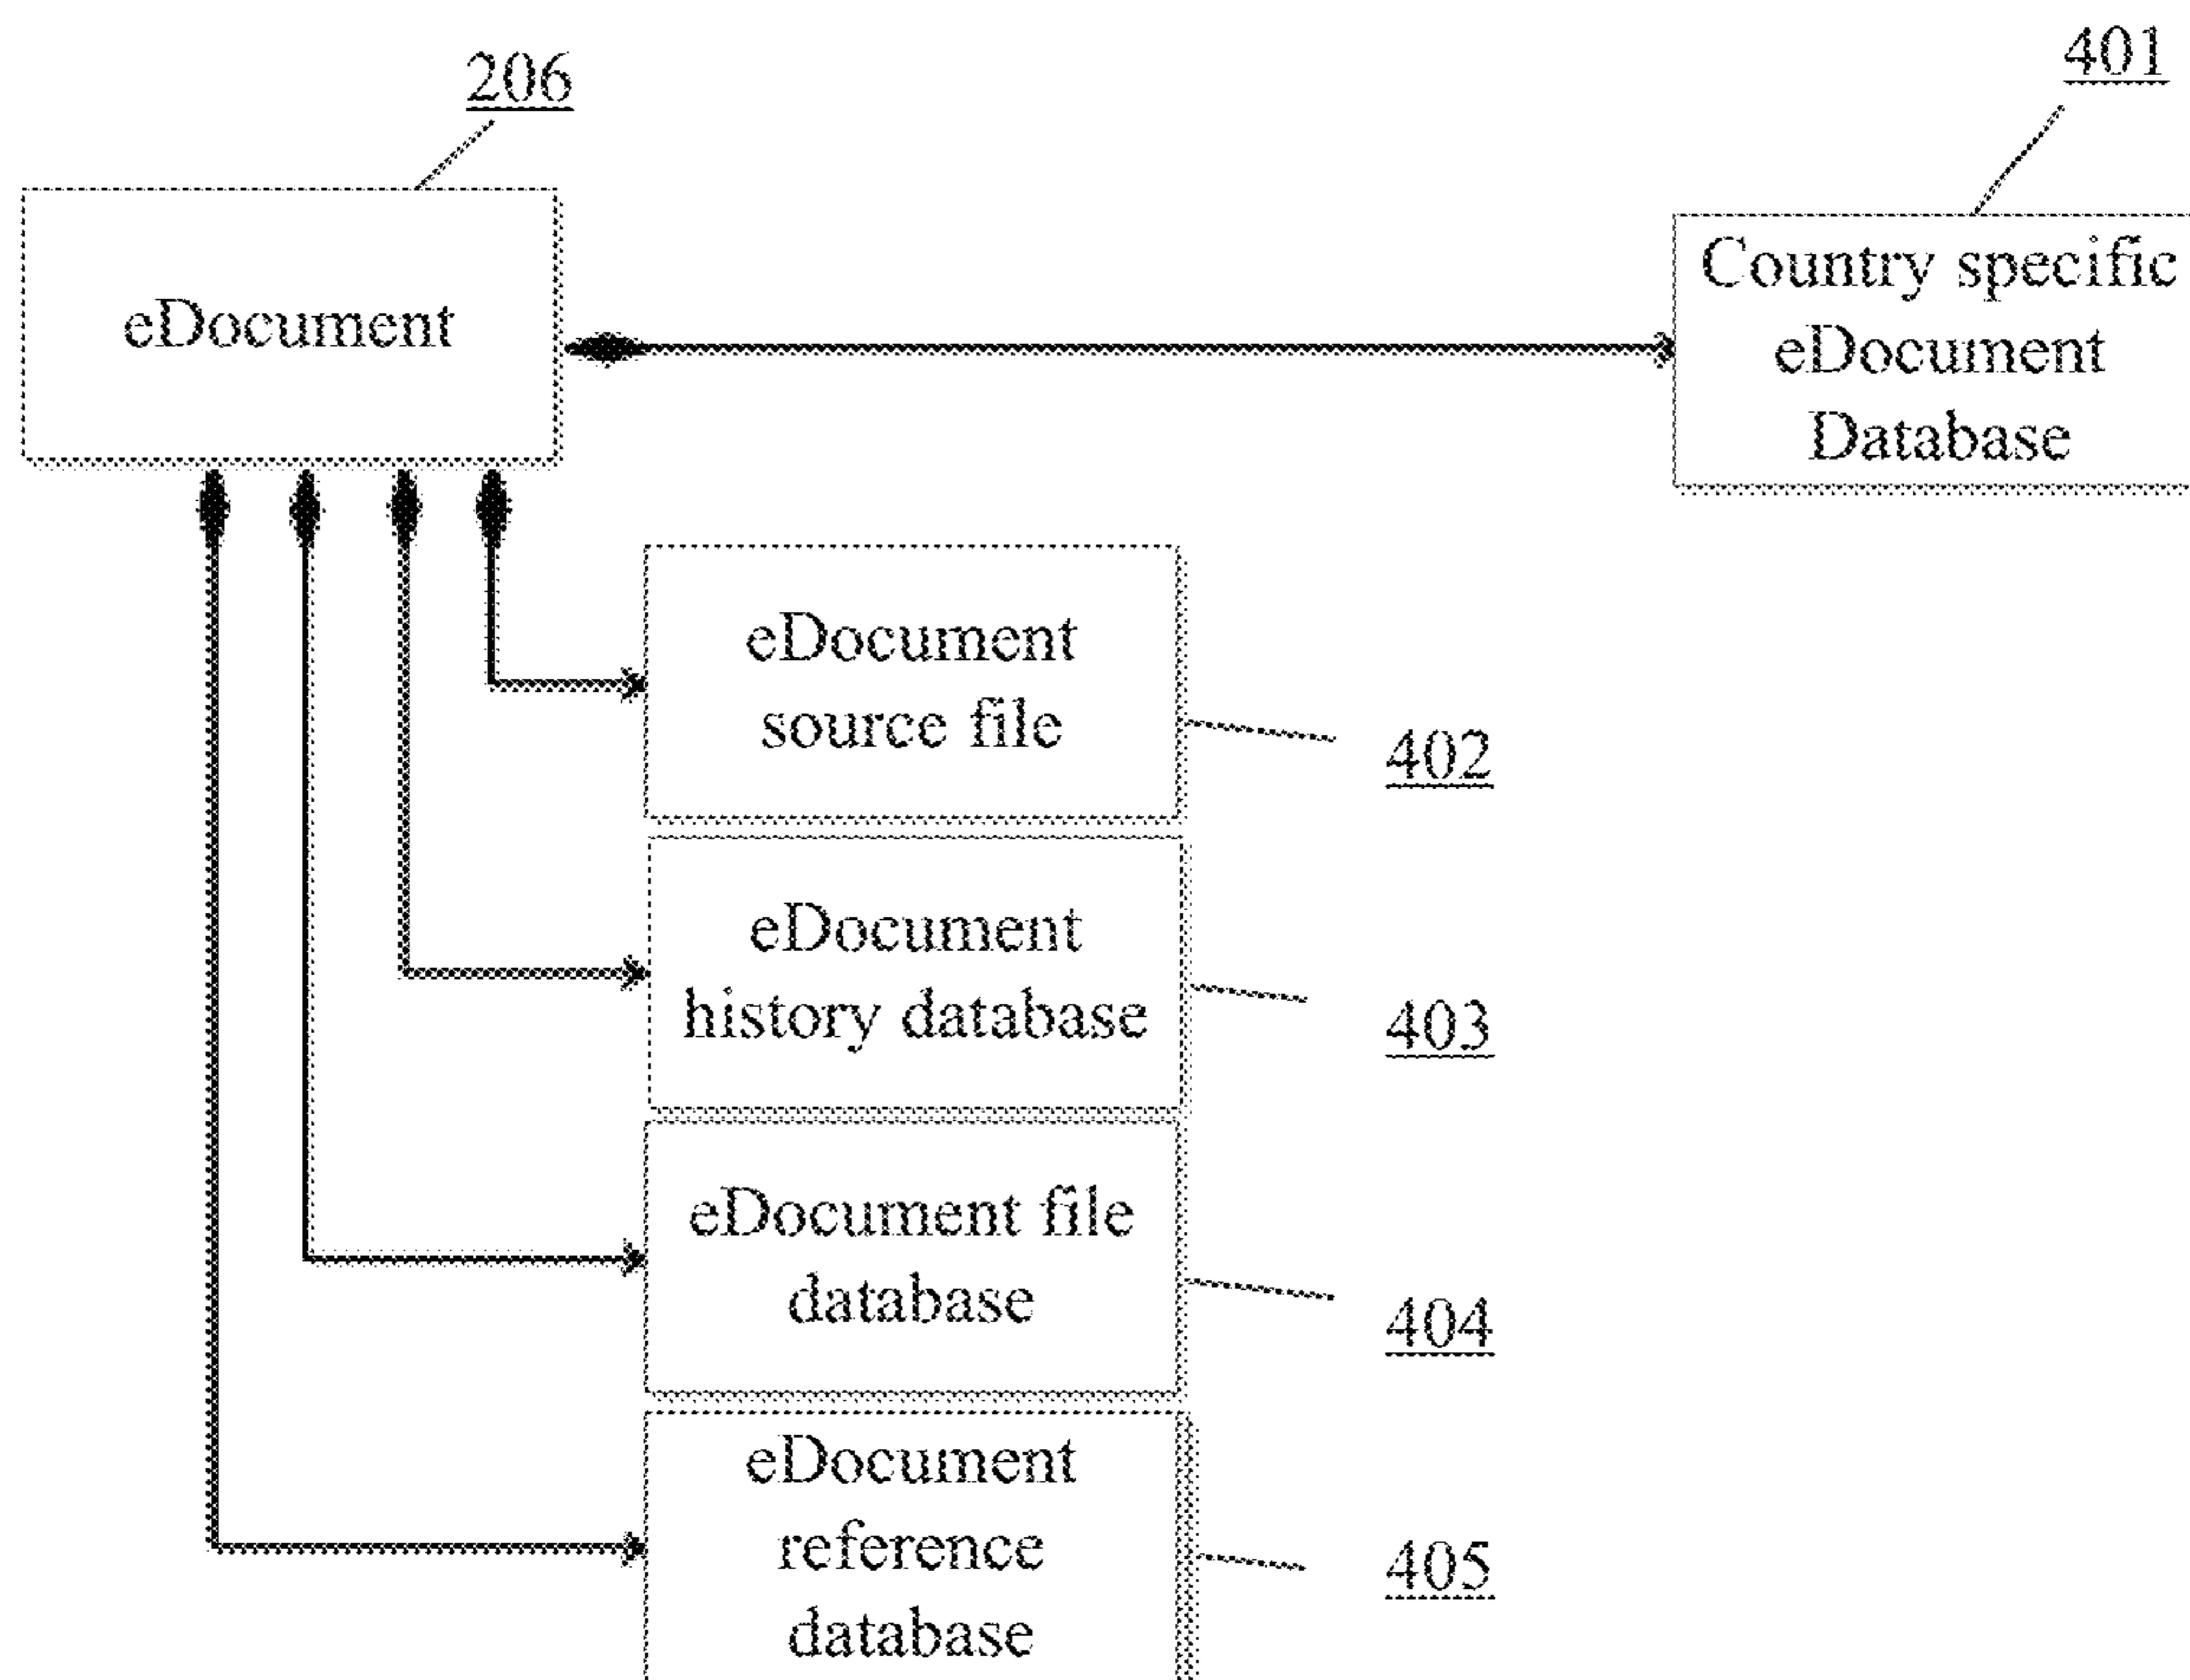 206
401
eDocument
Country specific
eDocument
Database
eDocument
source file
402
eDocument
history database
403
eDocument file
database
404
eDocument
reference
database
405